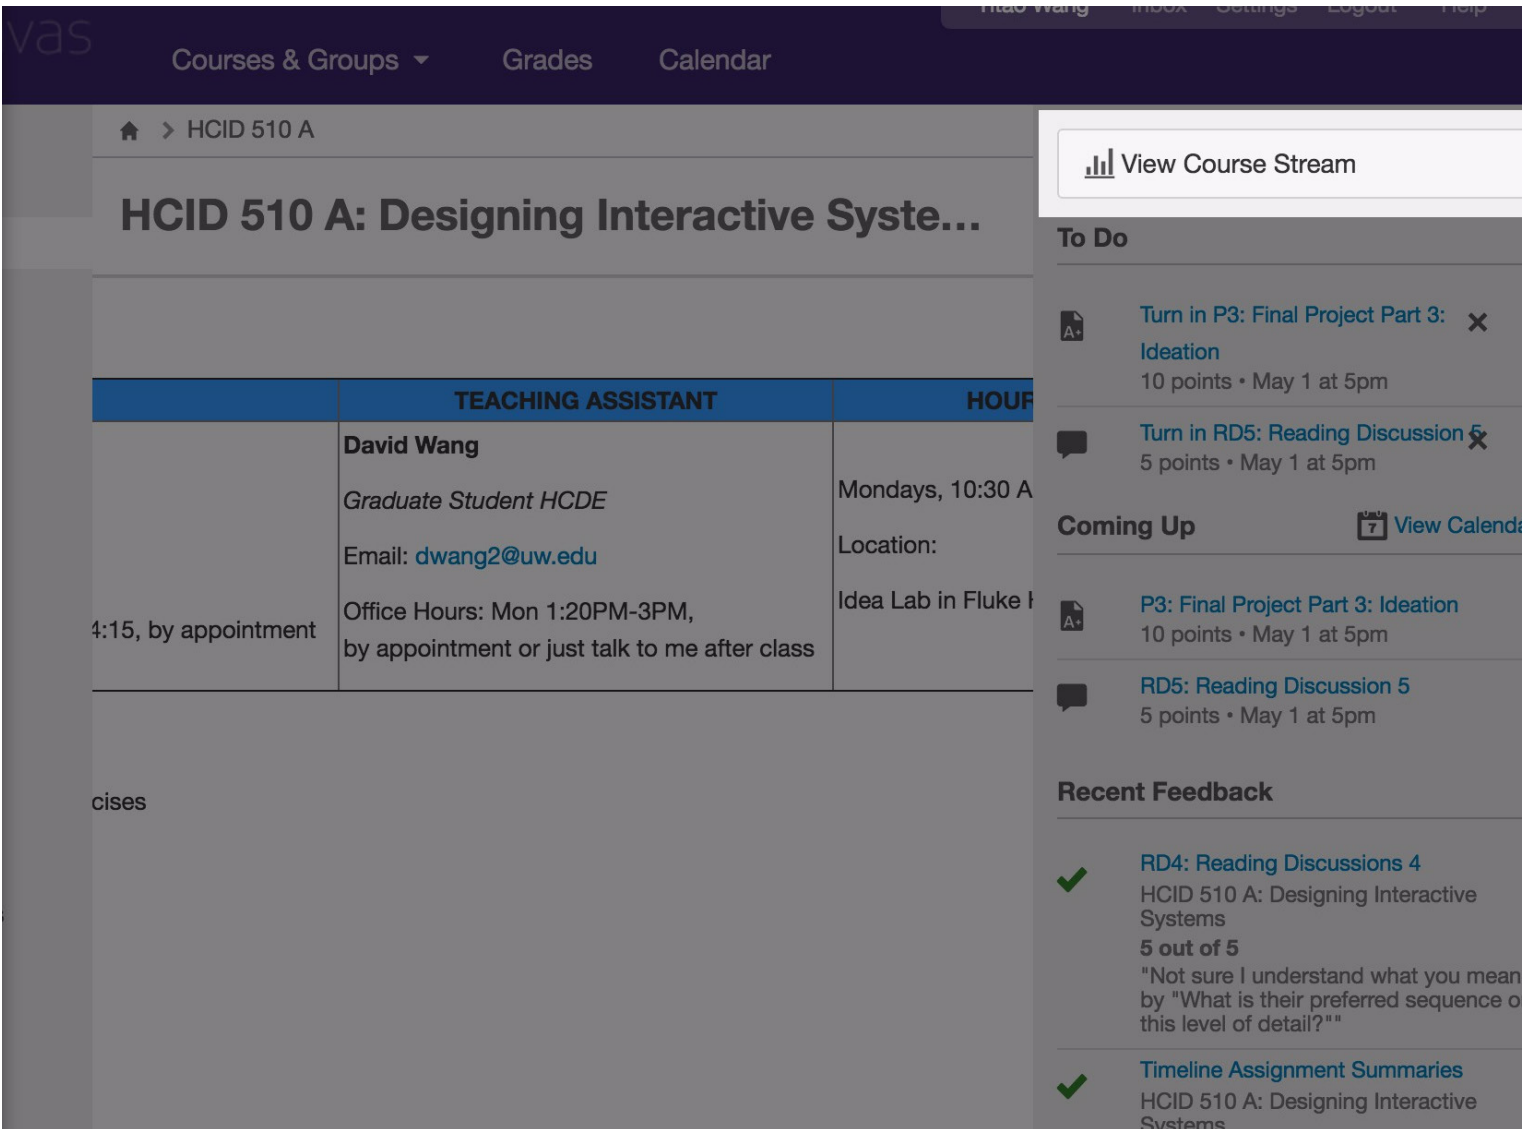 vas
Inbox Settings Logout Help
Courses & Groups
Grades
Calendar
HCID 510 A
HCID 510 A: Designing Interactive Syste...
TEACHING ASSISTANT
HOUR
David Wang
Graduate Student HCDE
Email: dwang2@uw.edu
Office Hours: Mon 1:20PM-3PM,
by appointment or just talk to me after class
4:15, by appointment
Mondays, 10:30 A
Location:
Idea Lab in Fluke H
cises
View Course Stream
To Do
Turn in P3: Final Project Part 3:
Ideation
10 points • May 1 at 5pm
Turn in RD5: Reading Discussion 5
5 points • May 1 at 5pm
Coming Up
7 View Calenda
P3: Final Project Part 3: Ideation
10 points • May 1 at 5pm
RD5: Reading Discussion 5
5 points • May 1 at 5pm
Recent Feedback
RD4: Reading Discussions 4
HCID 510 A: Designing Interactive
Systems
5 out of 5
"Not sure I understand what you mean
by "What is their preferred sequence o
this level of detail?""
Timeline Assignment Summaries
HCID 510 A: Designing Interactive
Systems